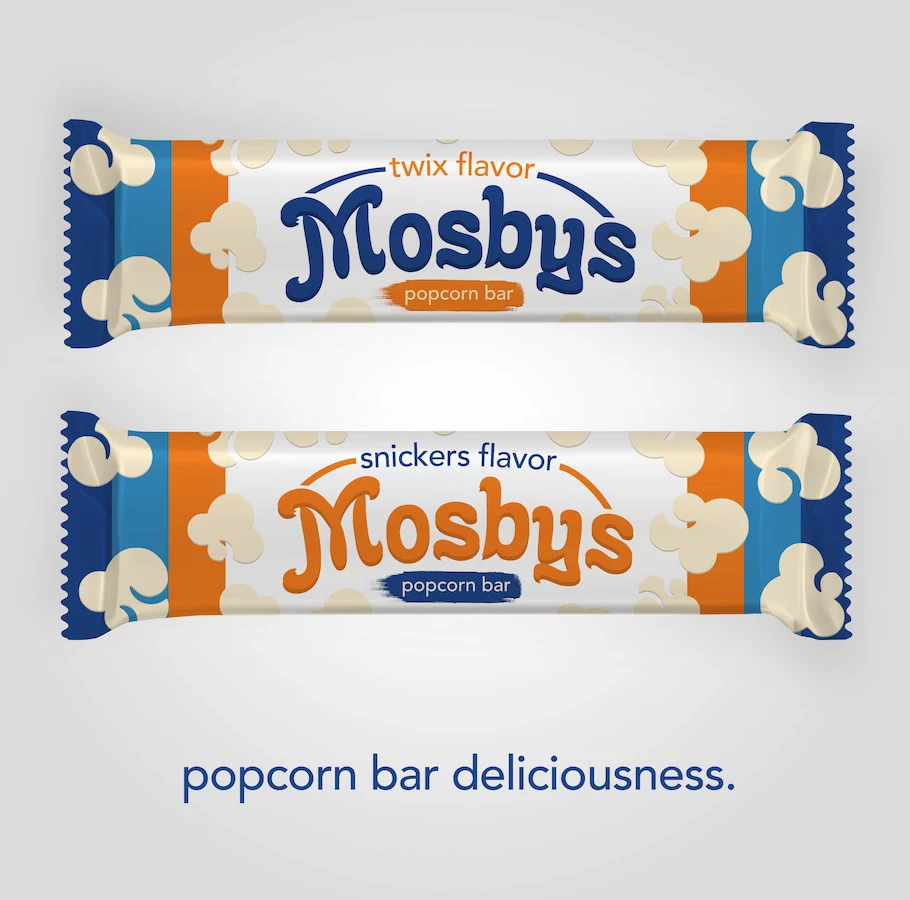 twix flavor
Mosbys
popcorn bar
snickers flavor
Mosbys
popcorn bar
popcorn bar deliciousness.